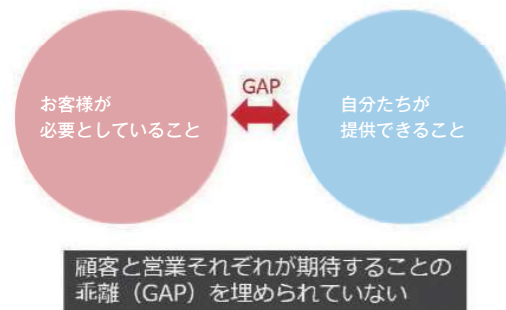 お客様が
必要としていること
GAP
自分たちが
提供できること
顧客と営業それぞれが期待することの
乖離（GAP）を埋められていない